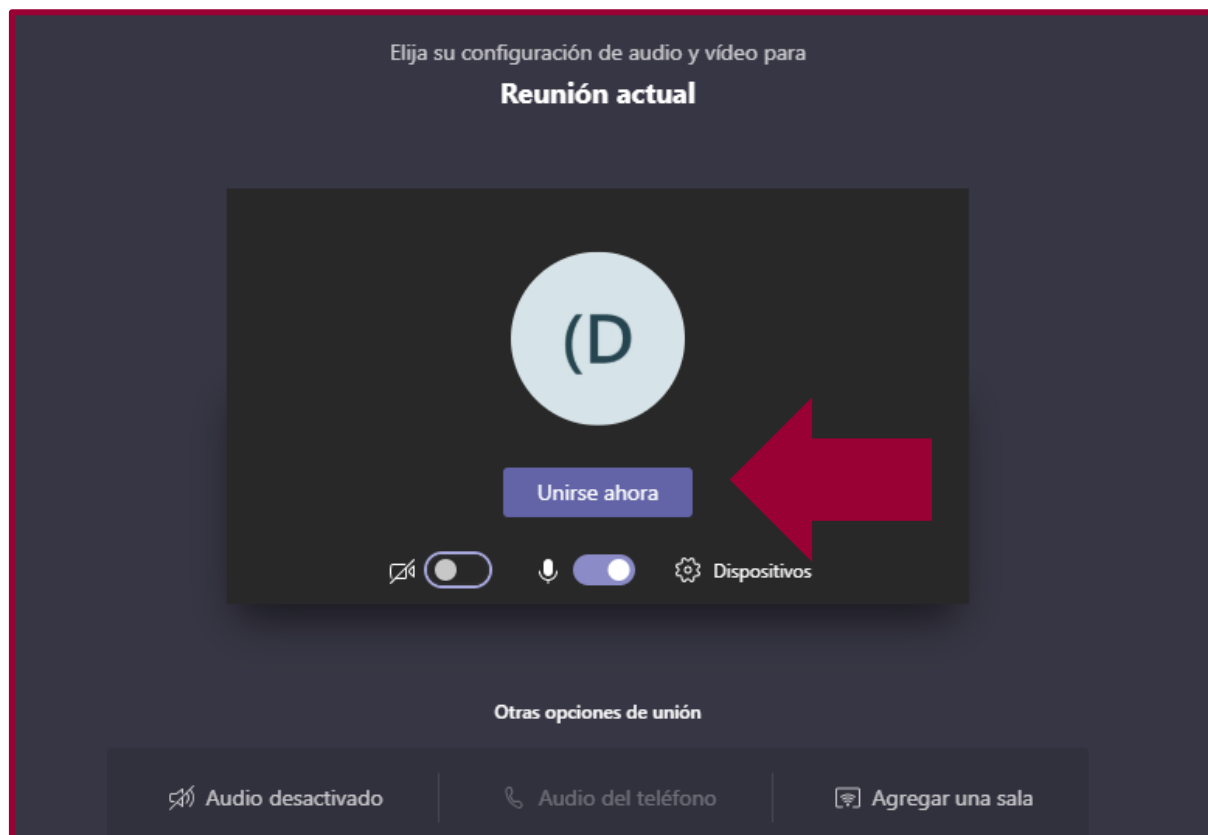 Elija su configuración de audio y vídeo para
Reunión actual
(D
Unirse ahora
Dispositivos
Otras opciones de unión
Audio desactivado
Audio del teléfono
Agregar una sala